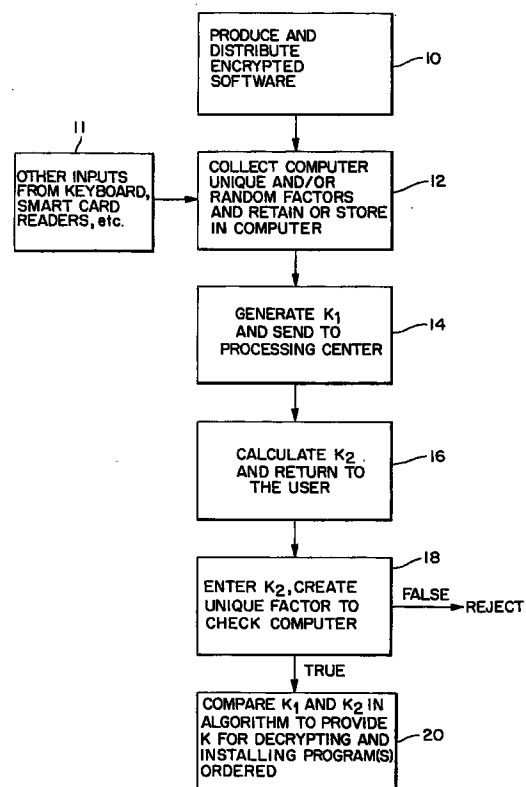 PRODUCE AND
DISTRIBUTE
ENCRYPTED
SOFTWARE
10
11
OTHER INPUTS
FROM KEYBOARD,
SMART CARD
READERS, etc.
COLLECT COMPUTER
UNIQUE AND/OR
RANDOM FACTORS
AND RETAIN OR STORE
IN COMPUTER
12
GENERATE K₁
AND SEND TO
PROCESSING CENTER
14
CALCULATE K₂
AND RETURN TO
THE USER
16
18
ENTER K₂, CREATE
UNIQUE FACTOR TO
CHECK COMPUTER
FALSE
REJECT
TRUE
COMPARE K₁ AND K₂ IN
ALGORITHM TO PROVIDE
K FOR DECRYPTING AND
INSTALLING PROGRAM(S)
ORDERED
20